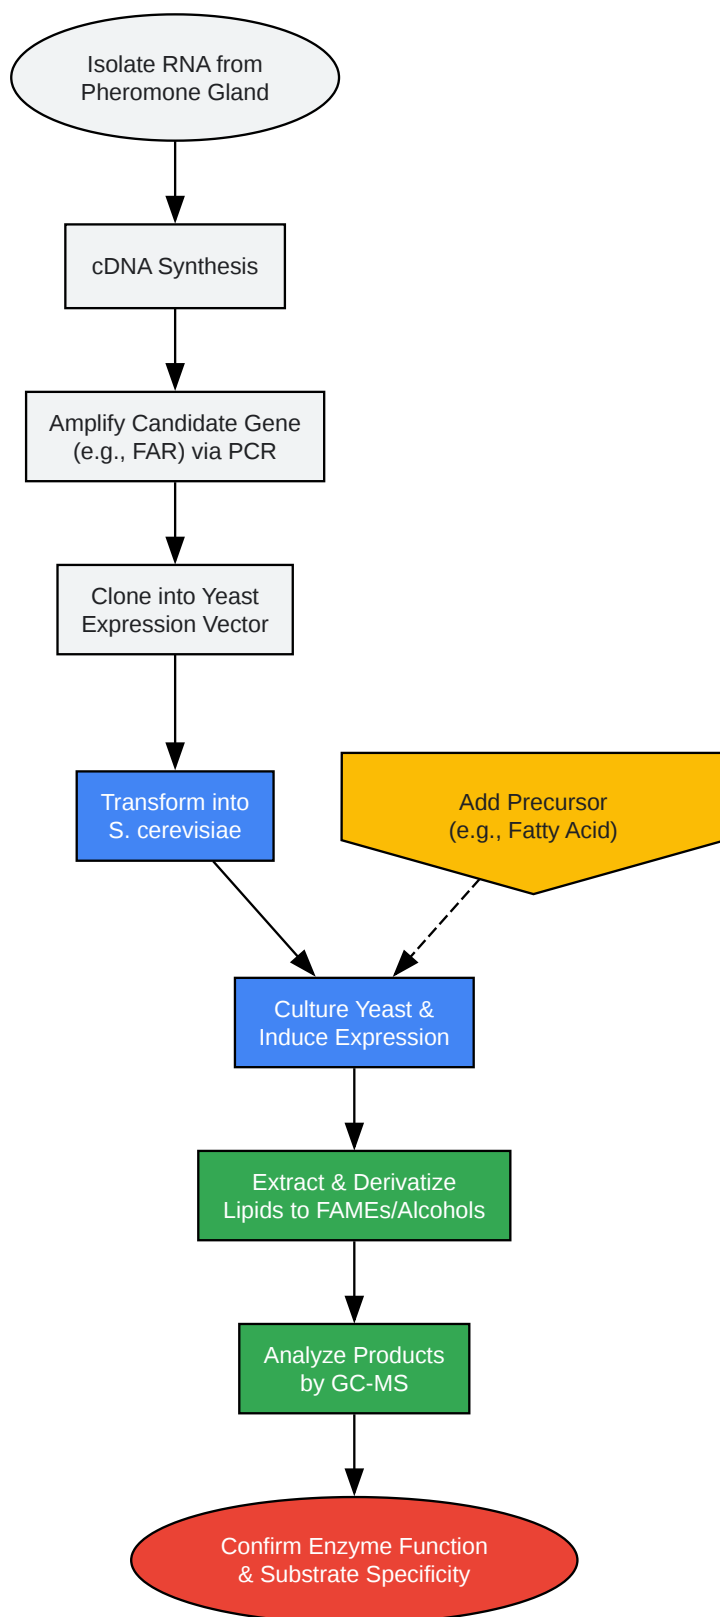 Isolate RNA from
Pheromone Gland
cDNA Synthesis
Amplify Candidate Gene
(e.g., FAR) via PCR
Clone into Yeast
Expression Vector
Transform into
S. cerevisiae
Add Precursor
(e.g., Fatty Acid)
Culture Yeast &
Induce Expression
Extract & Derivatize
Lipids to FAMEs/Alcohols
Analyze Products
by GC-MS
Confirm Enzyme Function
& Substrate Specificity